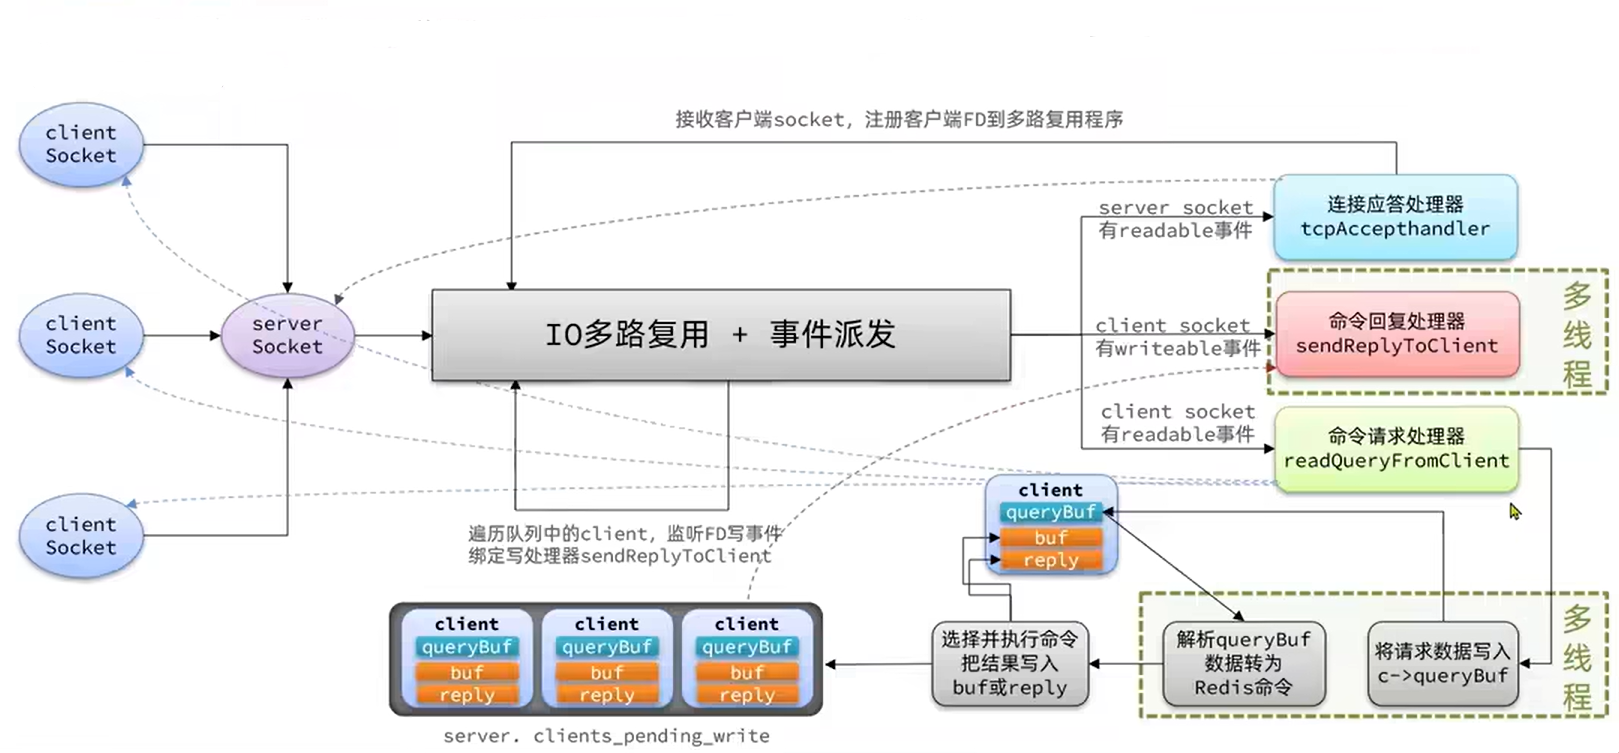 接收客户端socket，注册客户端FD到多路复用程序
client
Socket
client
Socket
client
Socket
server
Socket
IO多路复用 + 事件派发
server socket
有readable事件
client socket
有writeable事件
client socket
有readable事件
连接应答处理器
tcpAccepthandler
命令回复处理器
sendReplyToClient
多线程
命令请求处理器
readQueryFromClient
遍历队列中的client，监听FD写事件
绑定写处理器sendReplyToClient
client
queryBuf
buf
reply
client
queryBuf
buf
reply
client
queryBuf
buf
reply
client
queryBuf
buf
reply
server. clients_pending_write
选择并执行命令
把结果写入
buf或reply
解析queryBuf
数据转为
Redis命令
将请求数据写入
c->queryBuf
多线程